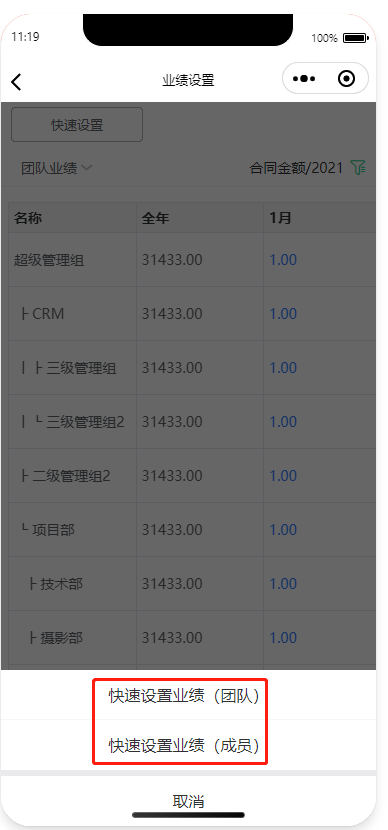 11:19 100%
业绩设置
快速设置
团队业绩 合同金额/2021
名称 全年 1月
超级管理组 31433.00 1.00
├ CRM 31433.00 1.00
丨├ 三级管理组 31433.00 1.00
丨└ 三级管理组2 31433.00 1.00
├ 二级管理组2 31433.00 1.00
└ 项目部 31433.00 1.00
├ 技术部 31433.00 1.00
├ 摄影部 31433.00 1.00
快速设置业绩（团队）
快速设置业绩（成员）
取消